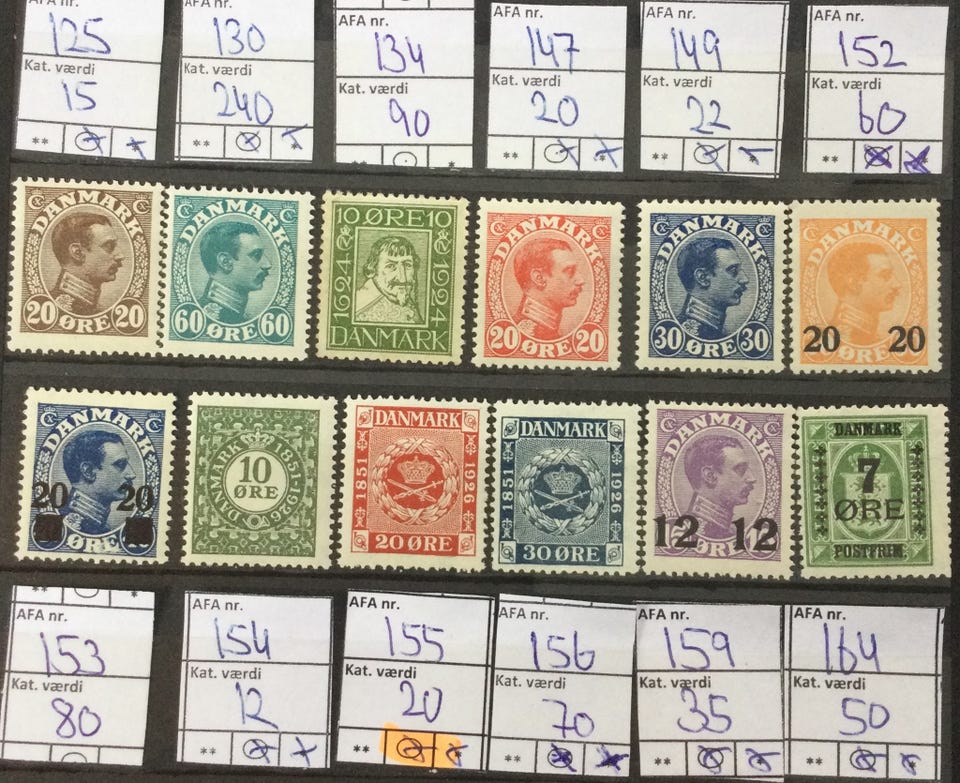 AFA nr. AFA nr. AFA nr. AFA nr. AFA nr. AFA nr.
125 130 134 147 149 152
Kat. værdi Kat. værdi Kat. værdi Kat. værdi Kat. værdi Kat. værdi
15 240 90 20 22 60
** ** * ** ** **
DANMARK DANMARK 10 ØRE 10 DANMARK DANMARK
1624-1924
20 ØRE 20 60 ØRE 60 DANMARK 20 ØRE 20 30 ØRE 30 20 20
DANMARK DANMARK 1851-1926 DANMARK DANMARK DANMARK DANMARK
20 20 10 ØRE 1851 1926 1851 1926 7 ØRE
ØRE 20 ØRE 30 ØRE 12 12 POSTFRIM.
* AFA nr. AFA nr. AFA nr. AFA nr. AFA nr.
AFA nr.
153 154 155 156 159 164
Kat. værdi Kat. værdi Kat. værdi Kat. værdi Kat. værdi Kat. værdi
80 12 20 70 35 50
** ** ** ** **